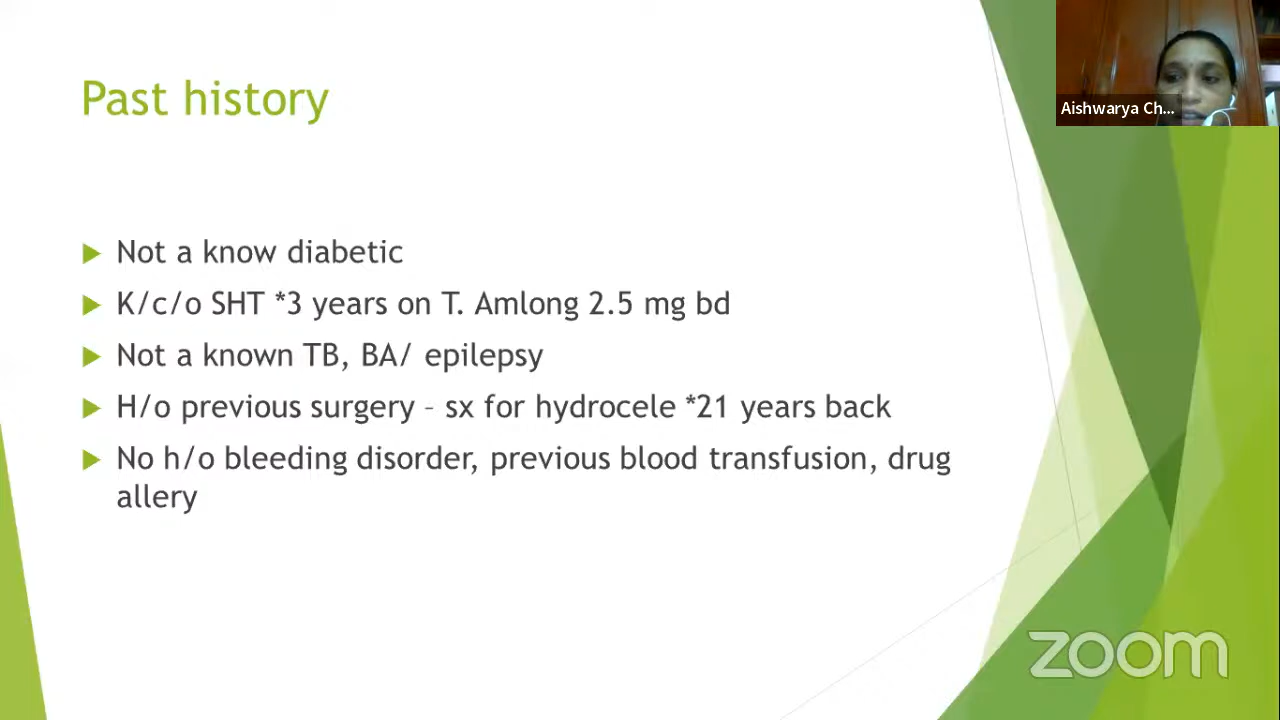 Past history
Aishwarya Ch...
Not a know diabetic
K/c/o SHT *3 years on T. Amlong 2.5 mg bd
Not a known TB, BA/ epilepsy
H/o previous surgery – sx for hydrocele *21 years back
No h/o bleeding disorder, previous blood transfusion, drug
allery
zoom